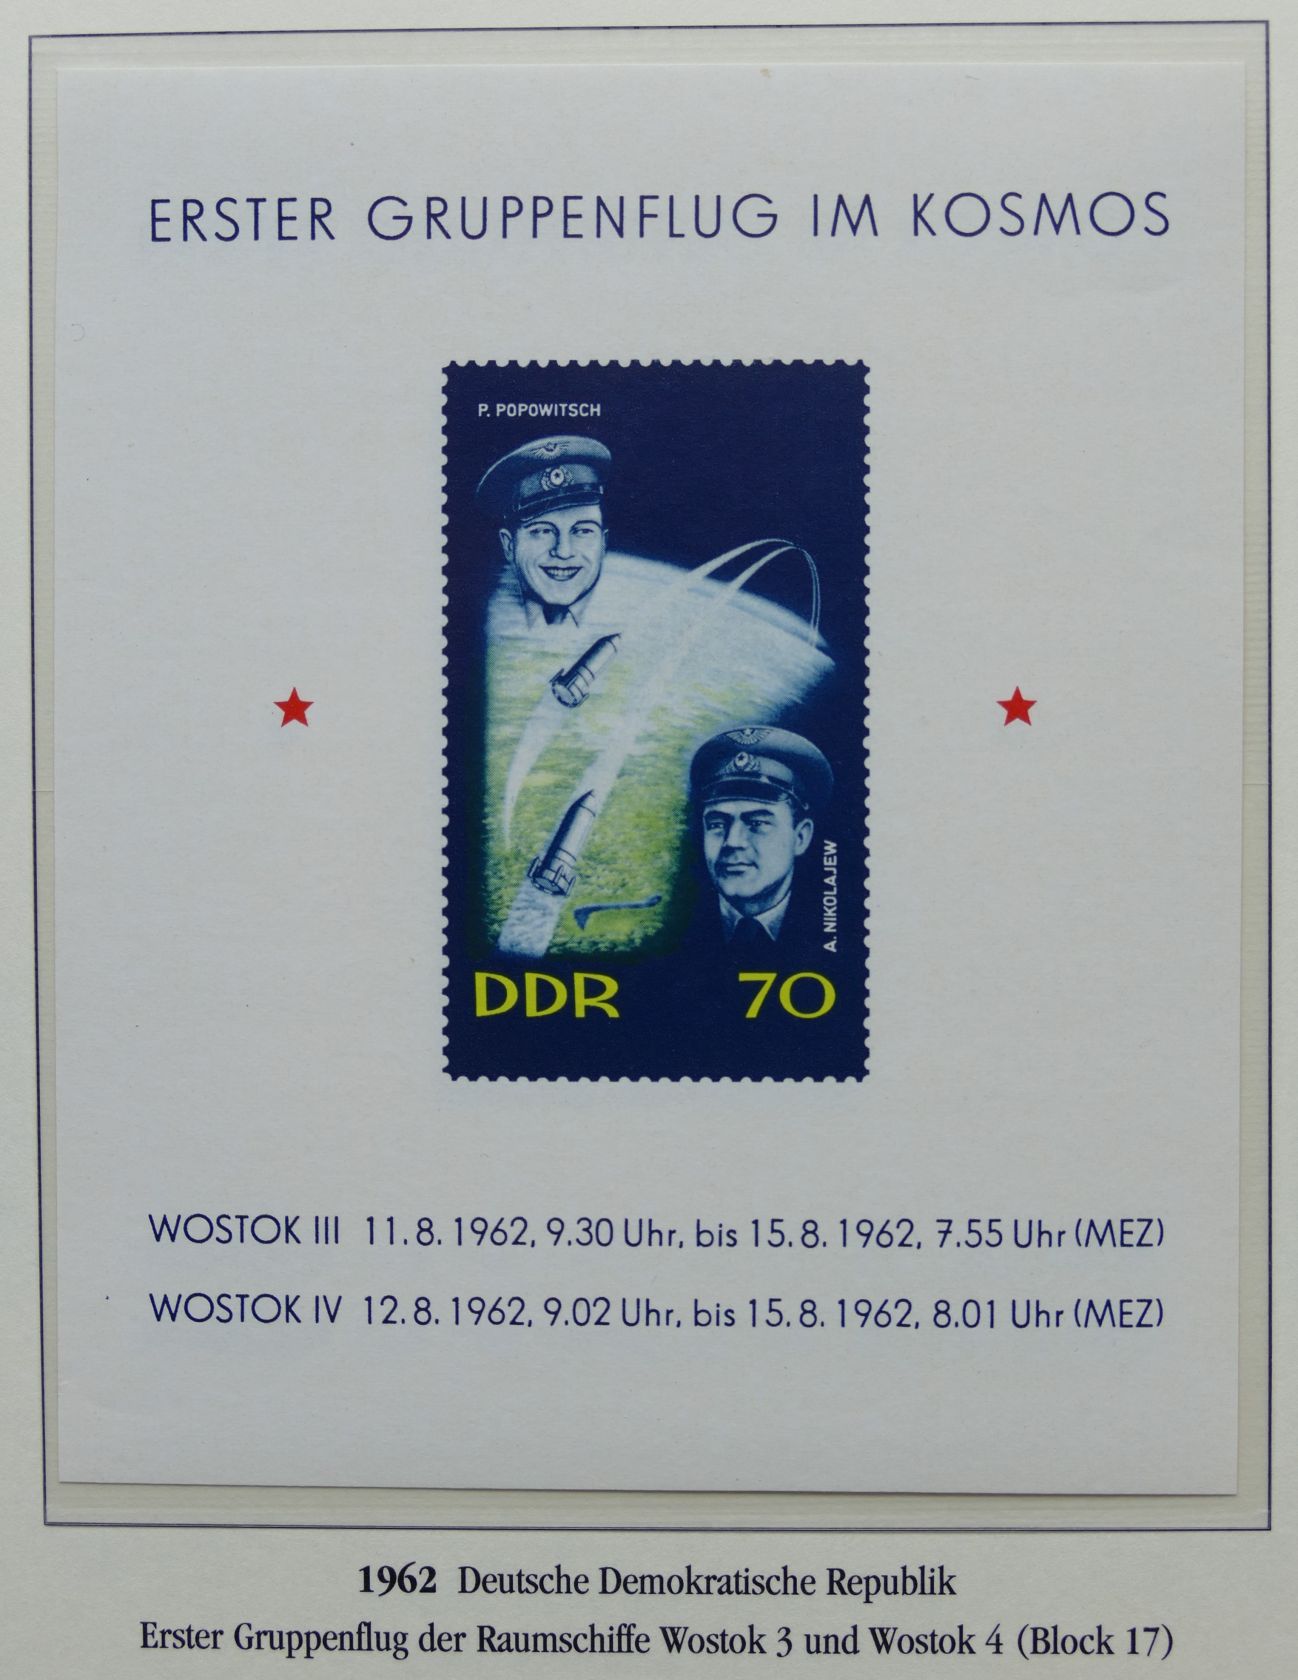 ERSTER GRUPPENFLUG IM KOSMOS
P. POPOWITSCH
A. NIKOLAJEW
DDR 70
WOSTOK III 11.8.1962, 9.30 Uhr, bis 15.8.1962, 7.55 Uhr (MEZ)
WOSTOK IV 12.8.1962, 9.02 Uhr, bis 15.8.1962, 8.01 Uhr (MEZ)
1962 Deutsche Demokratische Republik
Erster Gruppenflug der Raumschiffe Wostok 3 und Wostok 4 (Block 17)